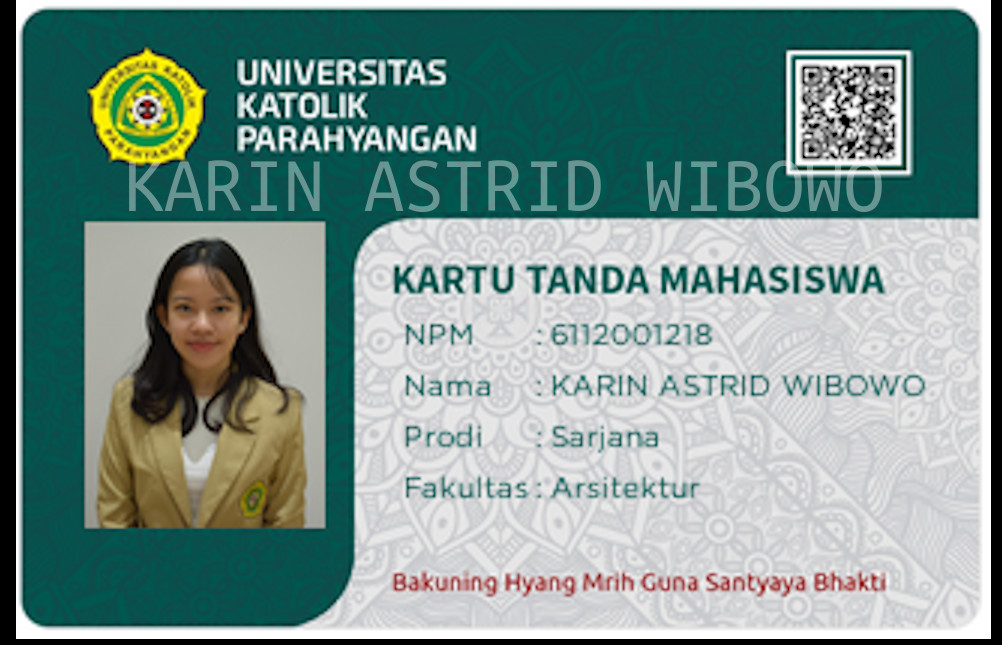 UNIVERSITAS KATOLIK PARAHYANGAN
UNIVERSITAS
KATOLIK
PARAHYANGAN
KARIN ASTRID WIBOWO
KARTU TANDA MAHASISWA
NPM : 6112001218
Nama : KARIN ASTRID WIBOWO
Prodi : Sarjana
Fakultas : Arsitektur
Bakuning Hyang Mrih Guna Santyaya Bhakti